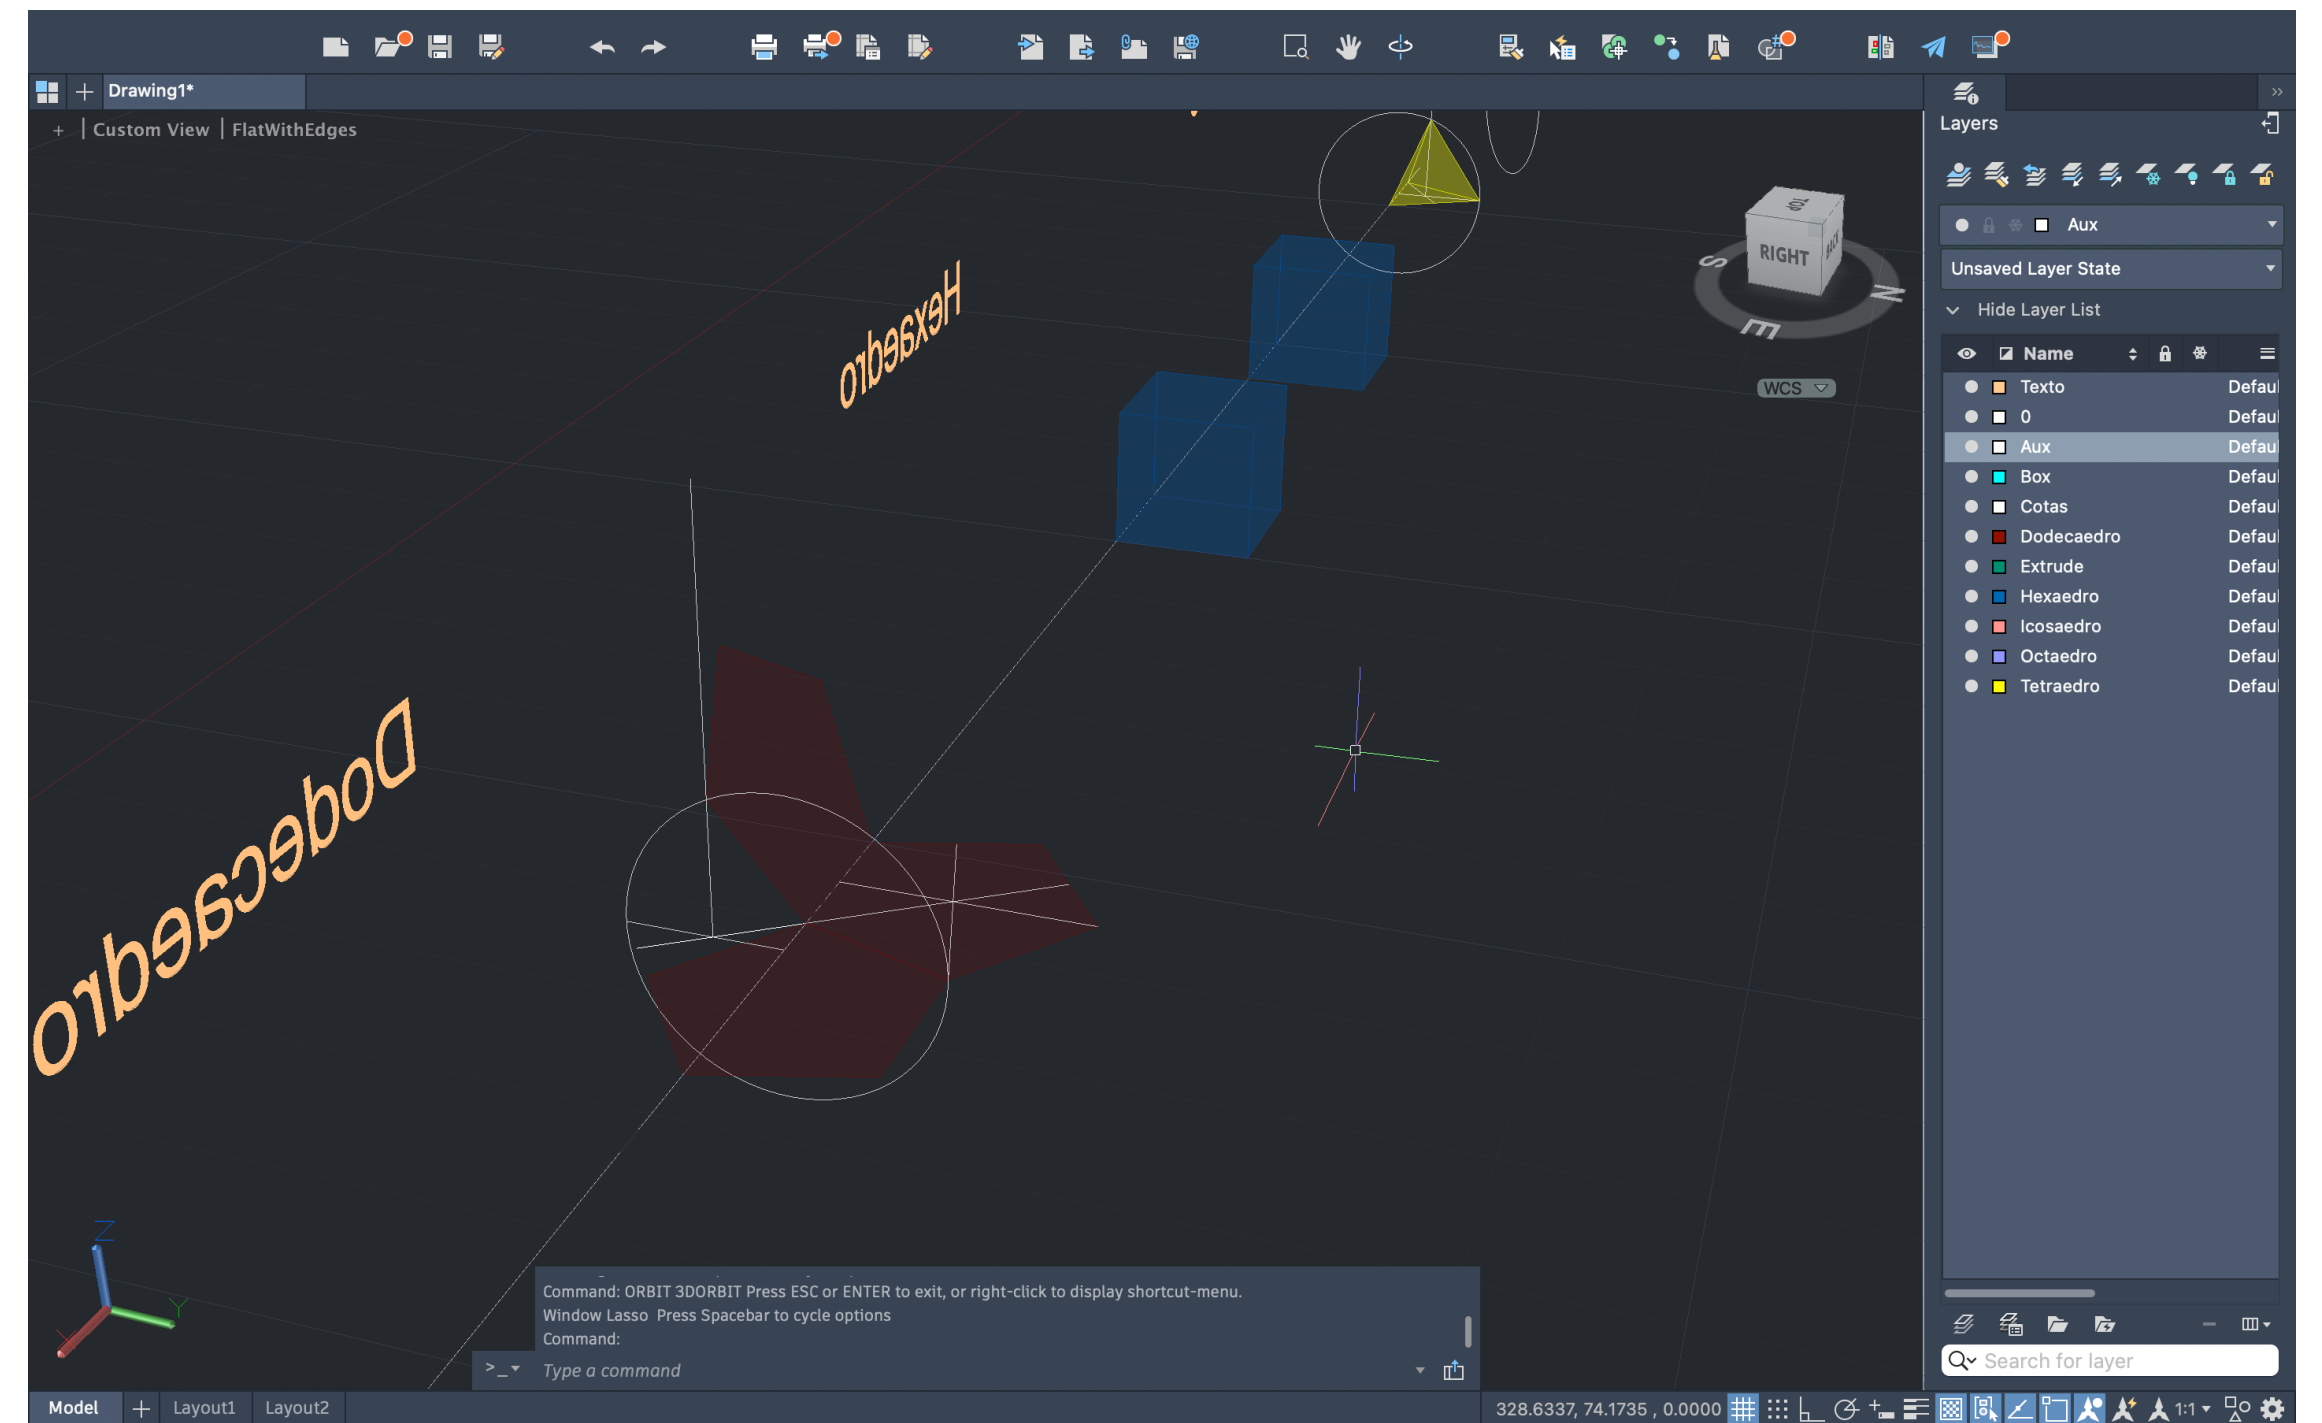 Drawing1*
+ | Custom View | FlatWithEdges
Layers
Aux
Unsaved Layer State
Hide Layer List
Name
Texto Defaul
0 Defaul
Aux Defaul
Box Defaul
Cotas Defaul
Dodecaedro Defaul
Extrude Defaul
Hexaedro Defaul
Icosaedro Defaul
Octaedro Defaul
Tetraedro Defaul
TOP
RIGHT
BACK
S
E
N
WCS
Hexaedro
Dodecaedro
Z
Y
X
Command: ORBIT 3DORBIT Press ESC or ENTER to exit, or right-click to display shortcut-menu.
Window Lasso  Press Spacebar to cycle options
Command:
>_ Type a command
Search for layer
Model + Layout1 Layout2
328.6337, 74.1735 , 0.0000
1:1